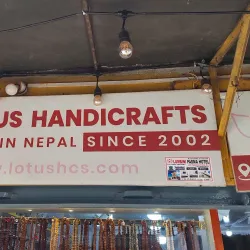 US HANDICRAFTS
IN NEPAL SINCE 2002
w.lotushcs.com